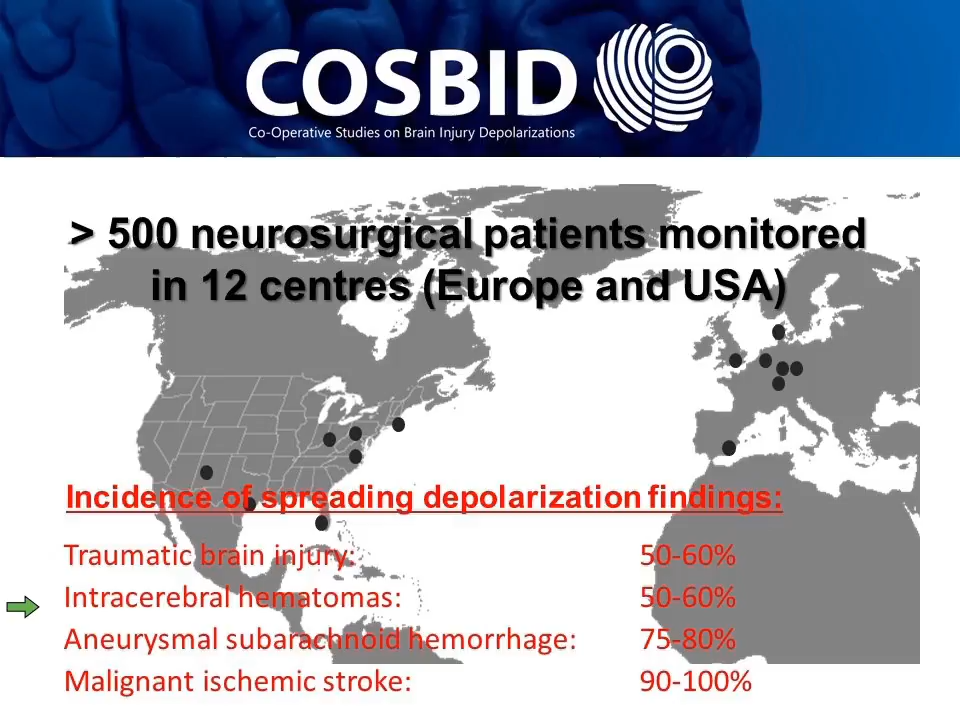 COSBID
Co-Operative Studies on Brain Injury Depolarizations
> 500 neurosurgical patients monitored
in 12 centres (Europe and USA)
Incidence of spreading depolarization findings:
Traumatic brain injury: 50-60%
Intracerebral hematomas: 50-60%
Aneurysmal subarachnoid hemorrhage: 75-80%
Malignant ischemic stroke: 90-100%